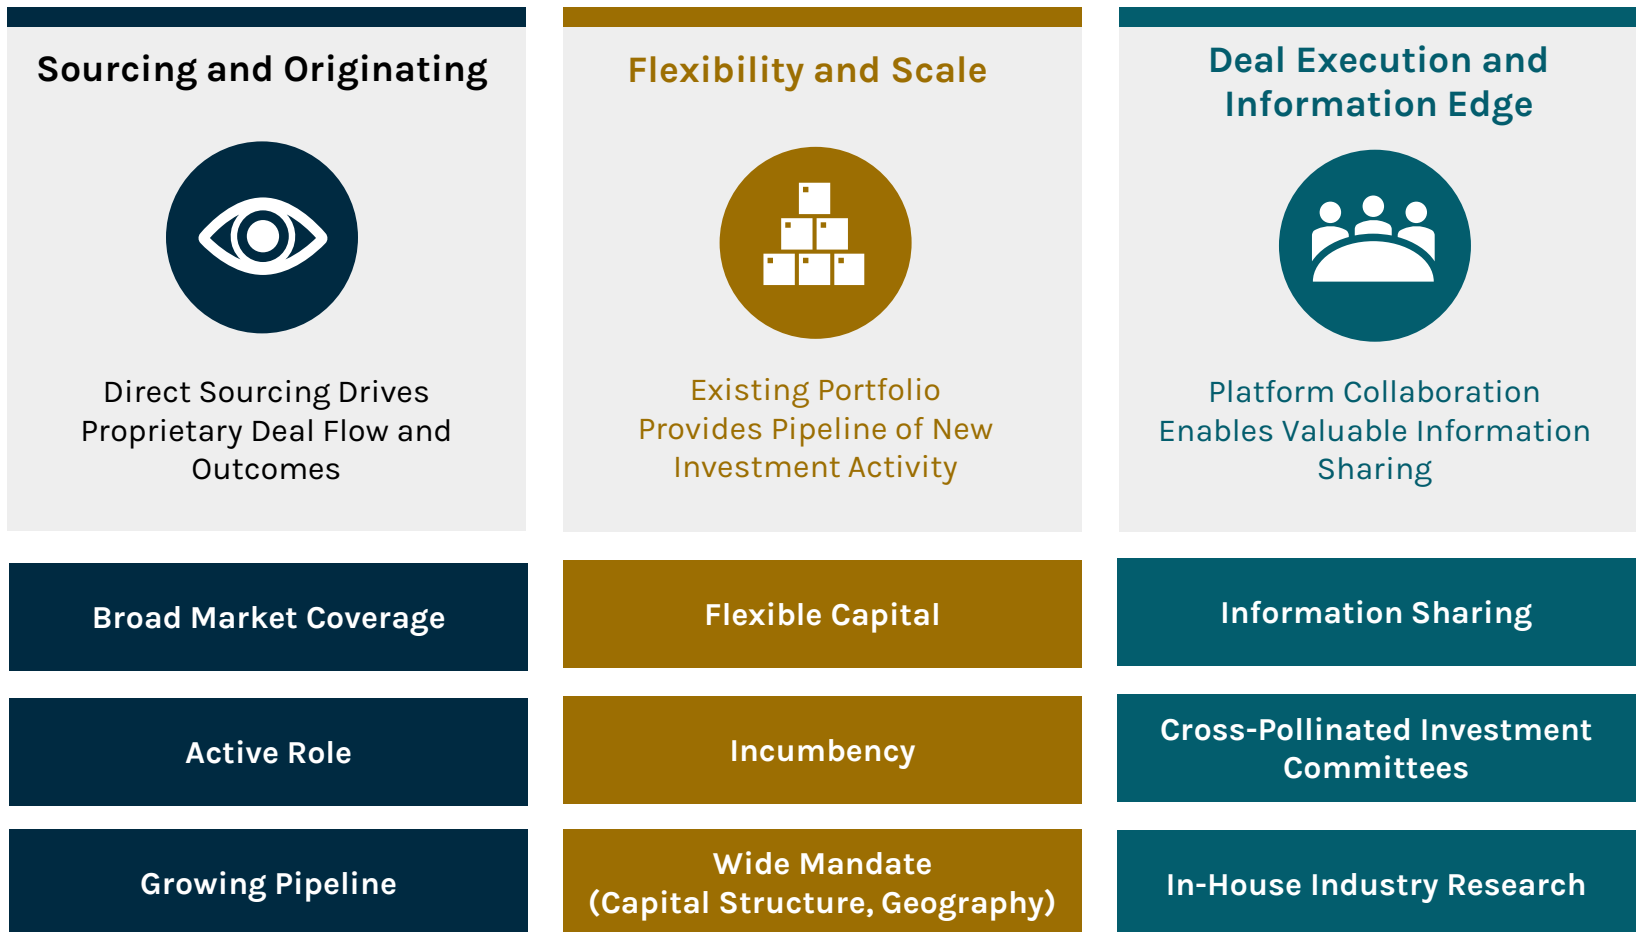 Sourcing and Originating
Direct Sourcing Drives
Proprietary Deal Flow and
Outcomes
Broad Market Coverage
Active Role
Growing Pipeline
Flexibility and Scale
Existing Portfolio
Provides Pipeline of New
Investment Activity
Flexible Capital
Incumbency
Wide Mandate
(Capital Structure, Geography)
Deal Execution and
Information Edge
Platform Collaboration
Enables Valuable Information
Sharing
Information Sharing
Cross-Pollinated Investment
Committees
In-House Industry Research